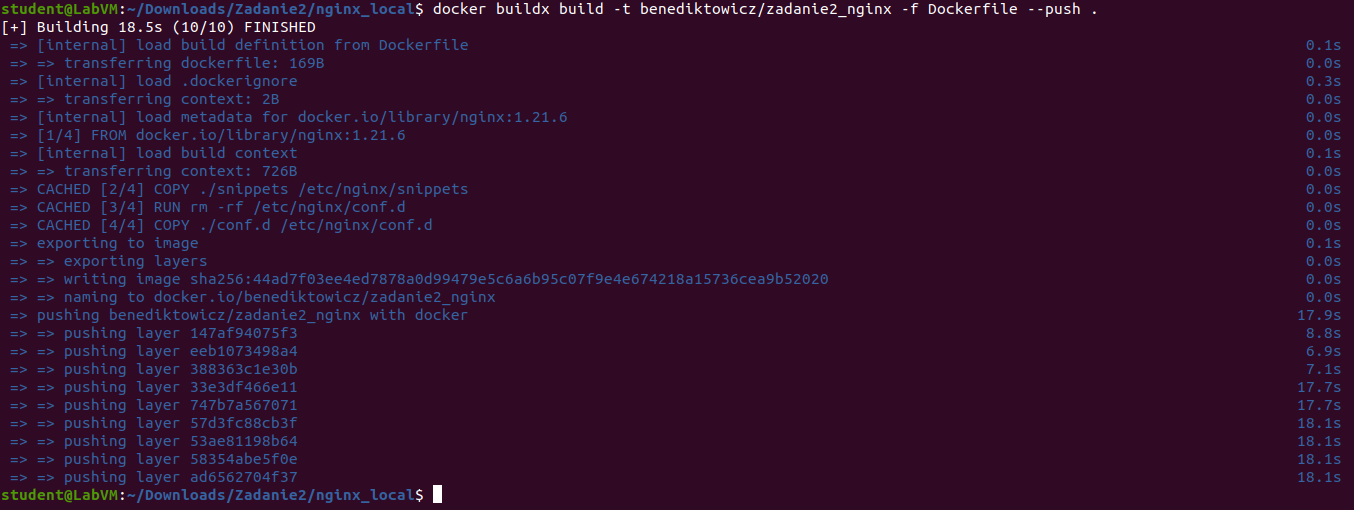 student@LabVM:~/Downloads/Zadanie2/nginx_local$ docker buildx build -t benediktowicz/zadanie2_nginx -f Dockerfile --push .
[+] Building 18.5s (10/10) FINISHED
=> [internal] load build definition from Dockerfile 0.1s
=> => transferring dockerfile: 169B 0.0s
=> [internal] load .dockerignore 0.3s
=> => transferring context: 2B 0.0s
=> [internal] load metadata for docker.io/library/nginx:1.21.6 0.0s
=> [1/4] FROM docker.io/library/nginx:1.21.6 0.0s
=> [internal] load build context 0.1s
=> => transferring context: 726B 0.0s
=> CACHED [2/4] COPY ./snippets /etc/nginx/snippets 0.0s
=> CACHED [3/4] RUN rm -rf /etc/nginx/conf.d 0.0s
=> CACHED [4/4] COPY ./conf.d /etc/nginx/conf.d 0.0s
=> exporting to image 0.1s
=> => exporting layers 0.0s
=> => writing image sha256:44ad7f03ee4ed7878a0d99479e5c6a6b95c07f9e4e674218a15736cea9b52020 0.0s
=> => naming to docker.io/benediktowicz/zadanie2_nginx 0.0s
=> pushing benediktowicz/zadanie2_nginx with docker 17.9s
=> => pushing layer 147af94075f3 8.8s
=> => pushing layer eeb1073498a4 6.9s
=> => pushing layer 388363c1e30b 7.1s
=> => pushing layer 33e3df466e11 17.7s
=> => pushing layer 747b7a567071 17.7s
=> => pushing layer 57d3fc88cb3f 18.1s
=> => pushing layer 53ae81198b64 18.1s
=> => pushing layer 58354abe5f0e 18.1s
=> => pushing layer ad6562704f37 18.1s
student@LabVM:~/Downloads/Zadanie2/nginx_local$